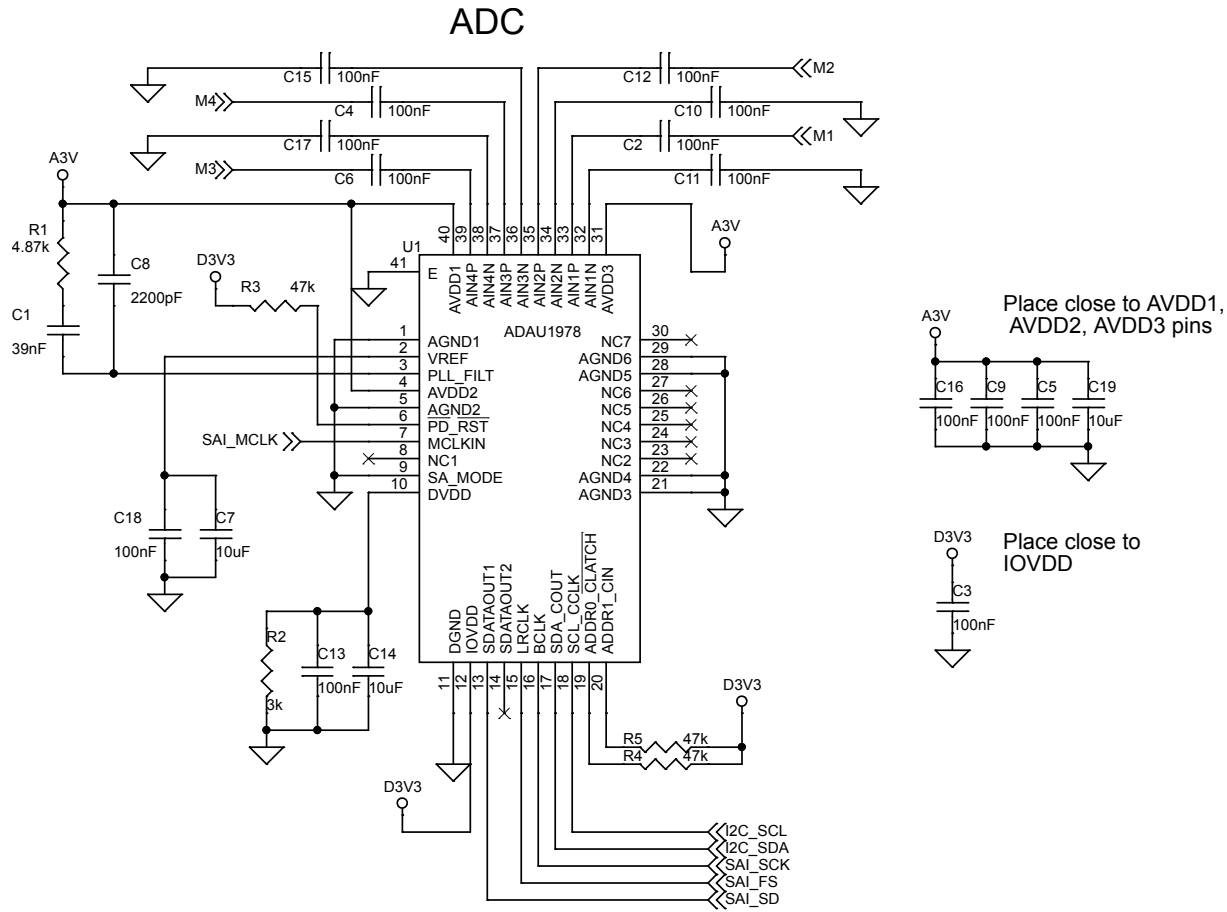 ADC
C15 100nF
C12 100nF M2
M4 C4 100nF
C10 100nF
C17 100nF
C2 100nF M1
M3 C6 100nF
C11 100nF
A3V
A3V
R1
4.87k
C8
2200pF
C1
39nF
D3V3
R3 47k
40 39 38 37 36 35 34 33 32 31
U1
41 E
AVDD1
AIN4P
AIN4N
AIN3P
AIN3N
AIN2P
AIN2N
AIN1P
AIN1N
AVDD3
ADAU1978
1 AGND1
2 VREF
3 PLL_FILT
4 AVDD2
5 AGND2
6 PD_RST
7 MCLKIN
8 NC1
9 SA_MODE
10 DVDD
SAI_MCLK
NC7 30
AGND6 29
AGND5 28
NC6 27
NC5 26
NC4 25
NC3 24
NC2 23
AGND4 22
AGND3 21
DGND
IOVDD
SDATAOUT1
SDATAOUT2
LRCLK
BCLK
SDA_COUT
SCL_CCLK
ADDR0_CLATCH
ADDR1_CIN
11 12 13 14 15 16 17 18 19 20
C18
100nF
C7
10uF
R2
3k
C13
100nF
C14
10uF
D3V3
R5 47k
R4 47k
D3V3
I2C_SCL
I2C_SDA
SAI_SCK
SAI_FS
SAI_SD
Place close to AVDD1,
AVDD2, AVDD3 pins
A3V
C16 C9 C5 C19
100nF 100nF 100nF 10uF
Place close to
IOVDD
D3V3
C3
100nF